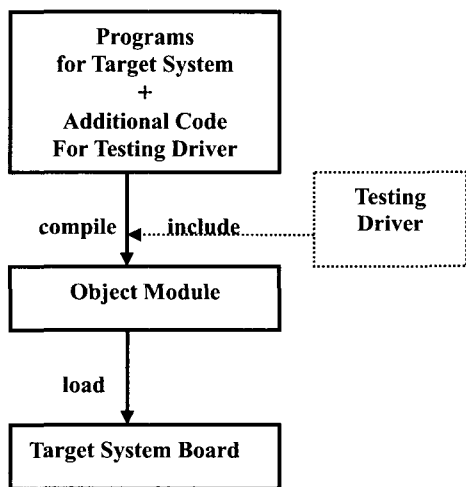 Programs
for Target System
+
Additional Code
For Testing Driver
Testing
Driver
compile
include
Object Module
load
Target System Board